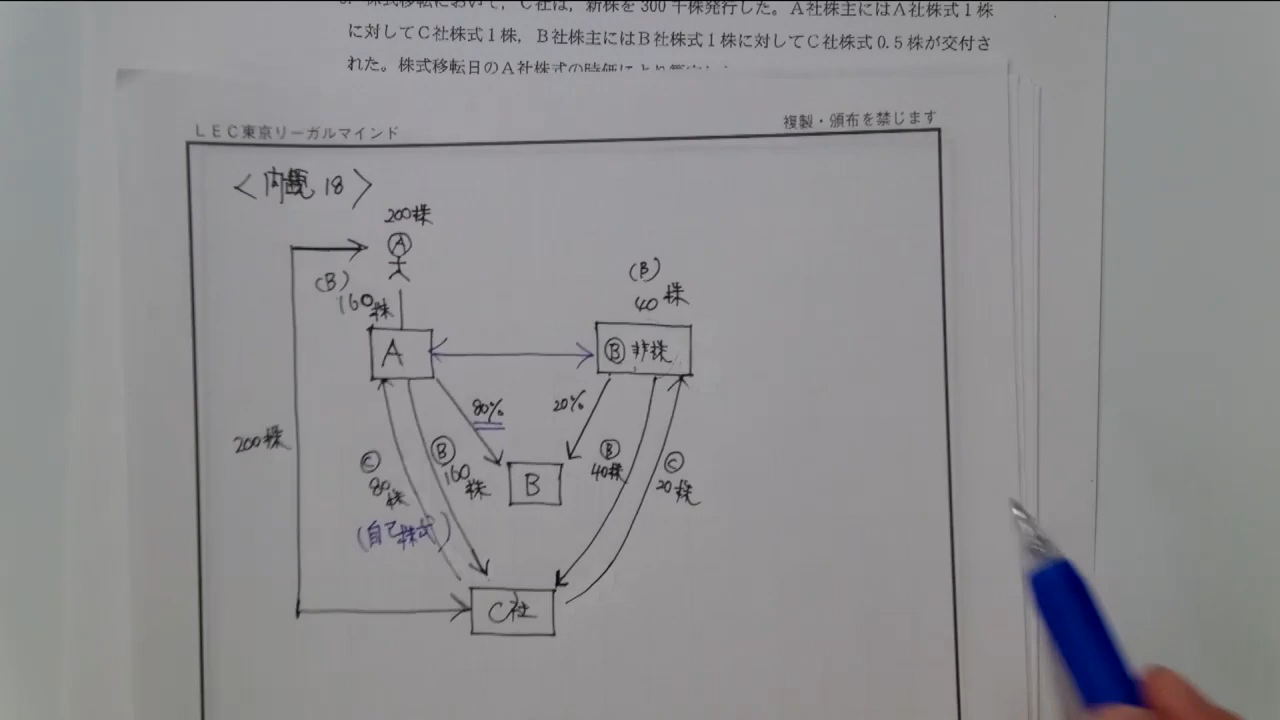 株式移転において，C社は，新株を300千株発行した。A社株主にはA社株式1株
に対してC社株式1株，B社株主にはB社株式1株に対してC社株式0.5株が交付さ
れた。株式移転日のA社株式の時価により
LEC東京リーガルマインド
複製・頒布を禁じます
18〉
200株
Ⓐ
(B)
160株
(B)
40株
A
Ⓑ非株
80%
20%
200株
Ⓒ
80株
(自己株式)
Ⓑ
160株
B
Ⓑ
40株
Ⓒ
20株
C社